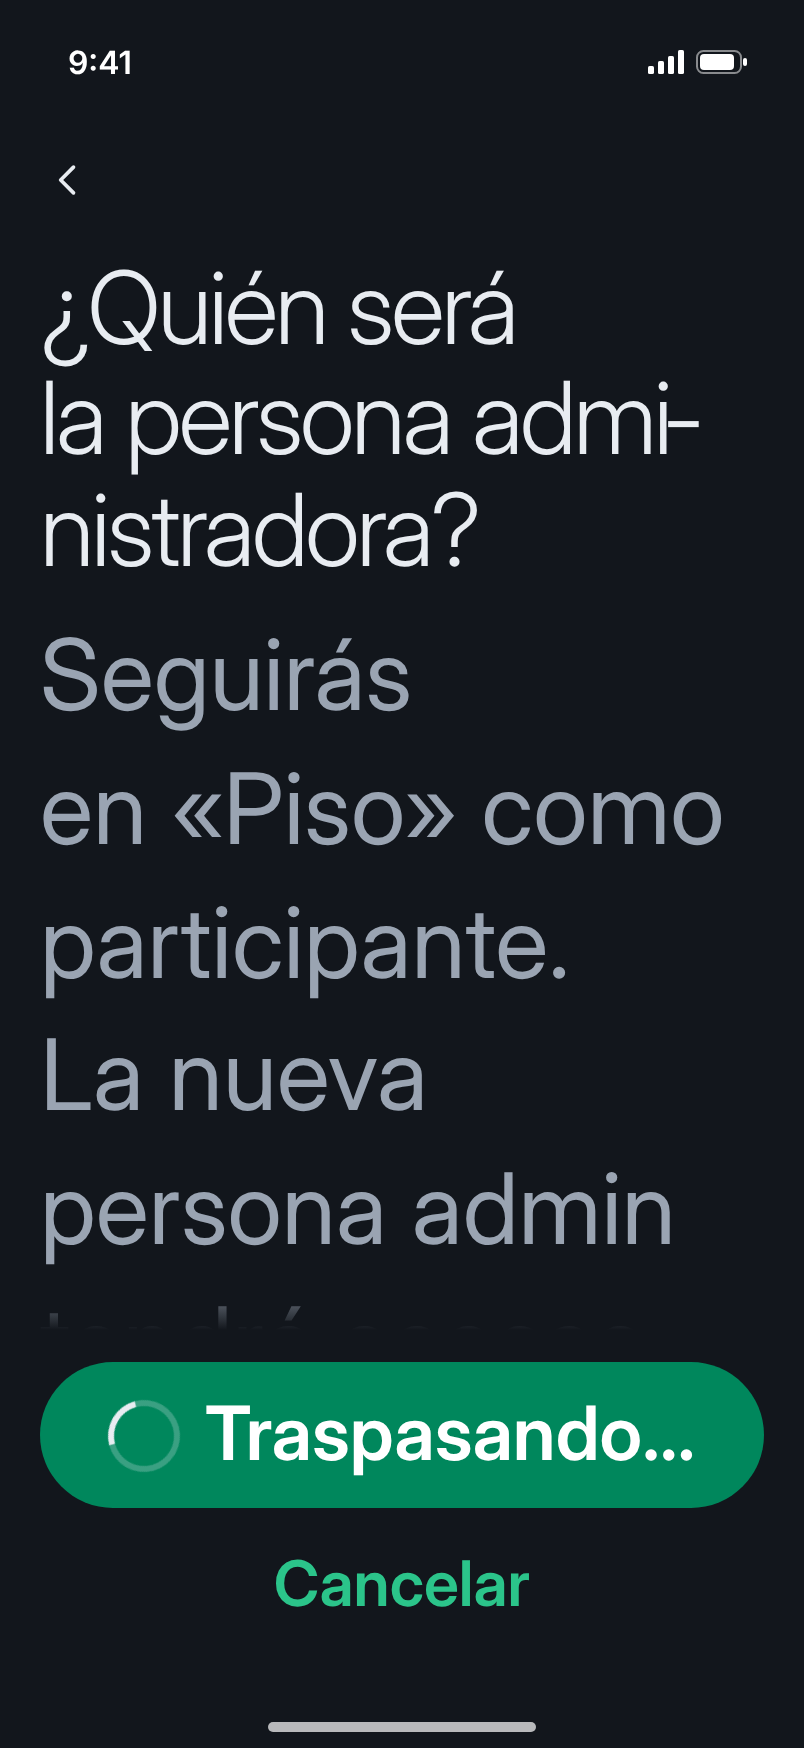 9:41
¿Quién será
la persona admi-
nistradora?
Seguirás
en «Piso» como
participante.
La nueva
persona admin
Traspasando...
Cancelar